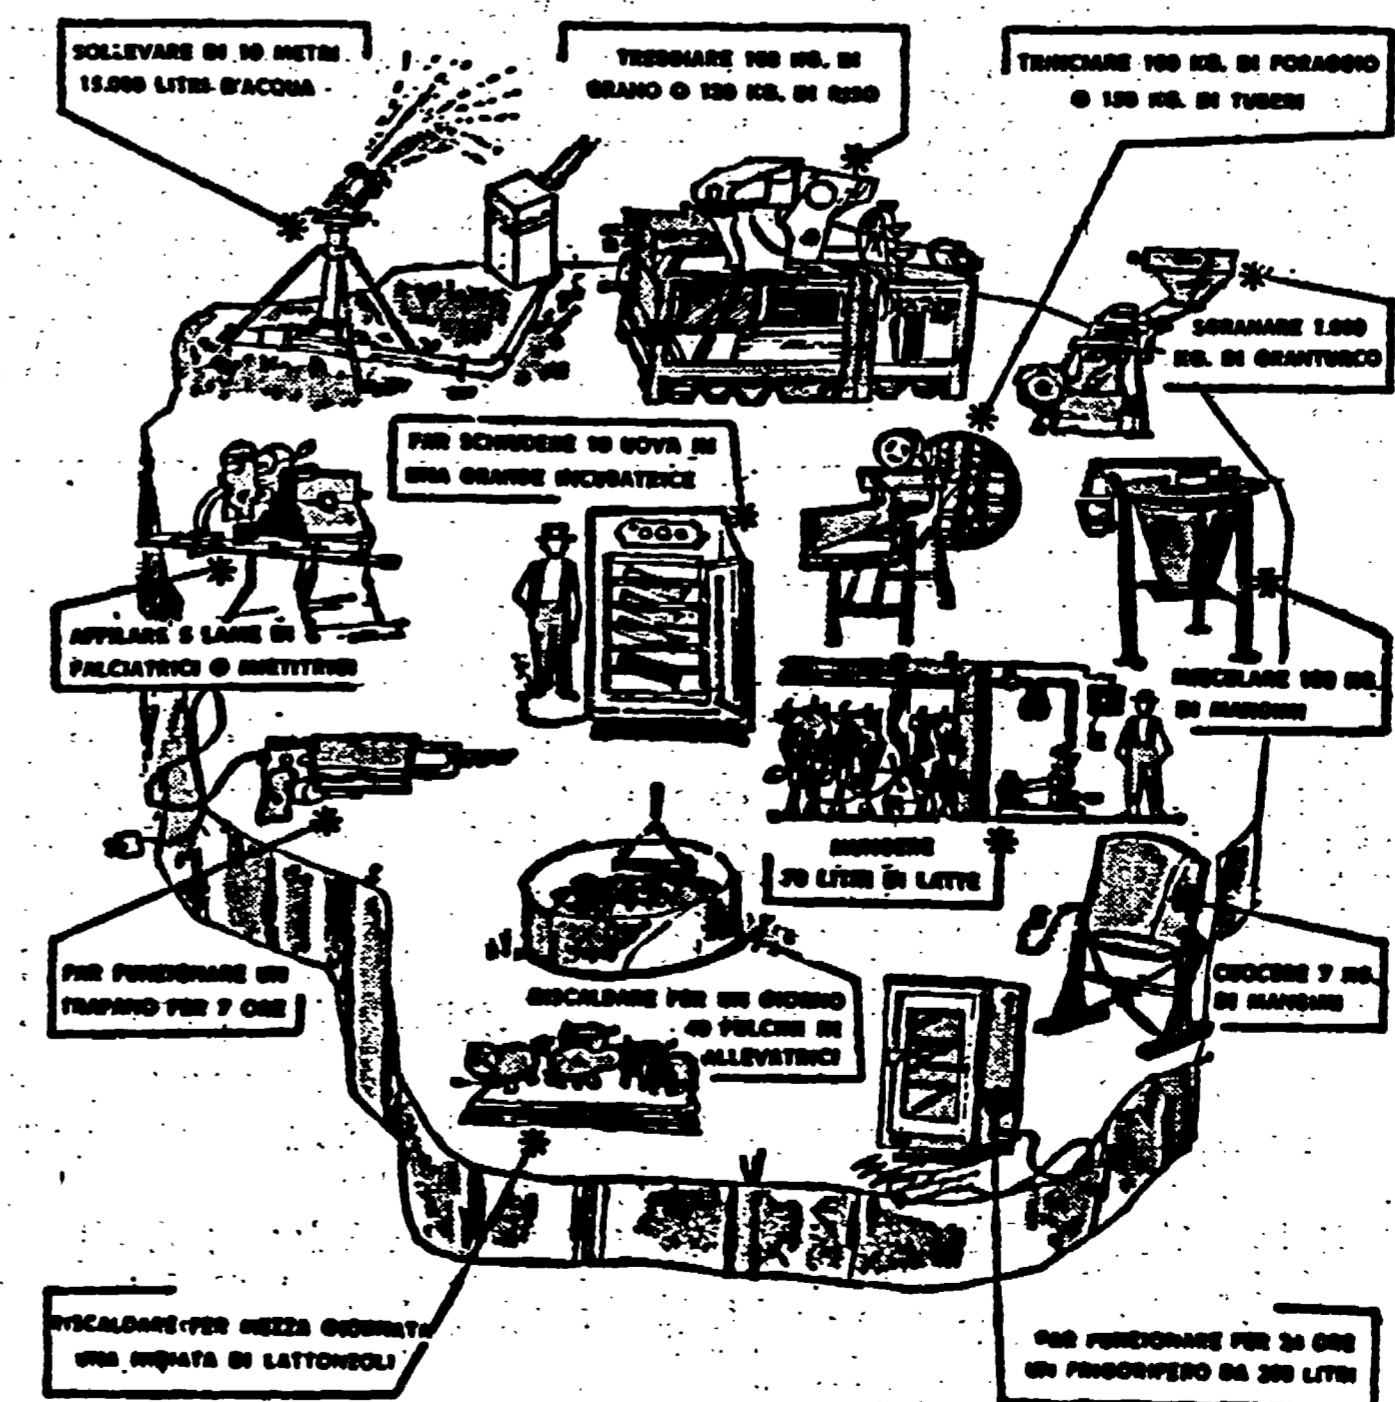 SOLLEVARE DI 10 METRI
15.000 LITRI D'ACQUA
TREBBIARE 100 KG. DI
GRANO O 120 KG. DI RISO
TRINCIARE 100 KG. DI FORAGGIO
O 150 KG. DI TUBERI
SGRANARE 1.000
KG. DI GRANTURCO
FAR SCHIUDERE 10 UOVA IN
UNA GRANDE INCUBATRICE
AFFILARE 5 LAME DI
FALCIATRICI O MIETITRICI
MISCELARE 100 KG.
DI MANGIMI
MUNGERE
LITRI DI LATTE
FAR FUNZIONARE UN
TRAPANO PER 7 ORE
RISCALDARE PER UN GIORNO
40 PULCINI IN
ALLEVATRICI
CUOCERE 7 KG.
DI MANGIMI
RISCALDARE PER MEZZA GIORNATA
UNA NIDIATA DI LATTONZOLI
FAR FUNZIONARE PER 24 ORE
UN FRIGORIFERO DA 200 LITRI